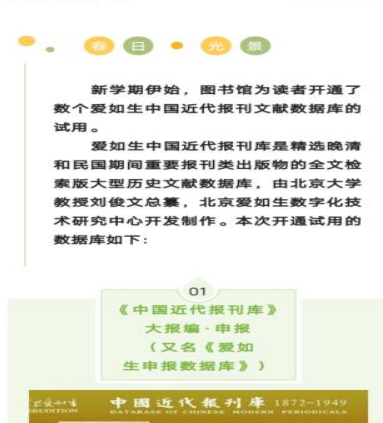 春日光景
新学期伊始，图书馆为读者开通了
数个爱如生中国近代报刊文献数据库的
试用。
爱如生中国近代报刊库是精选晚清
和民国期间重要报刊类出版物的全文检
索版大型历史文献数据库，由北京大学
教授刘俊文总纂，北京爱如生数字化技
术研究中心开发制作。本次开通试用的
数据库如下：
01
《中国近代报刊库》
大报编·申报
（又名《爱如
生申报数据库》）
中國近代報刊庫 1872-1949
ERUDITION DATABASE OF CHINESE MODERN PERIODICALS